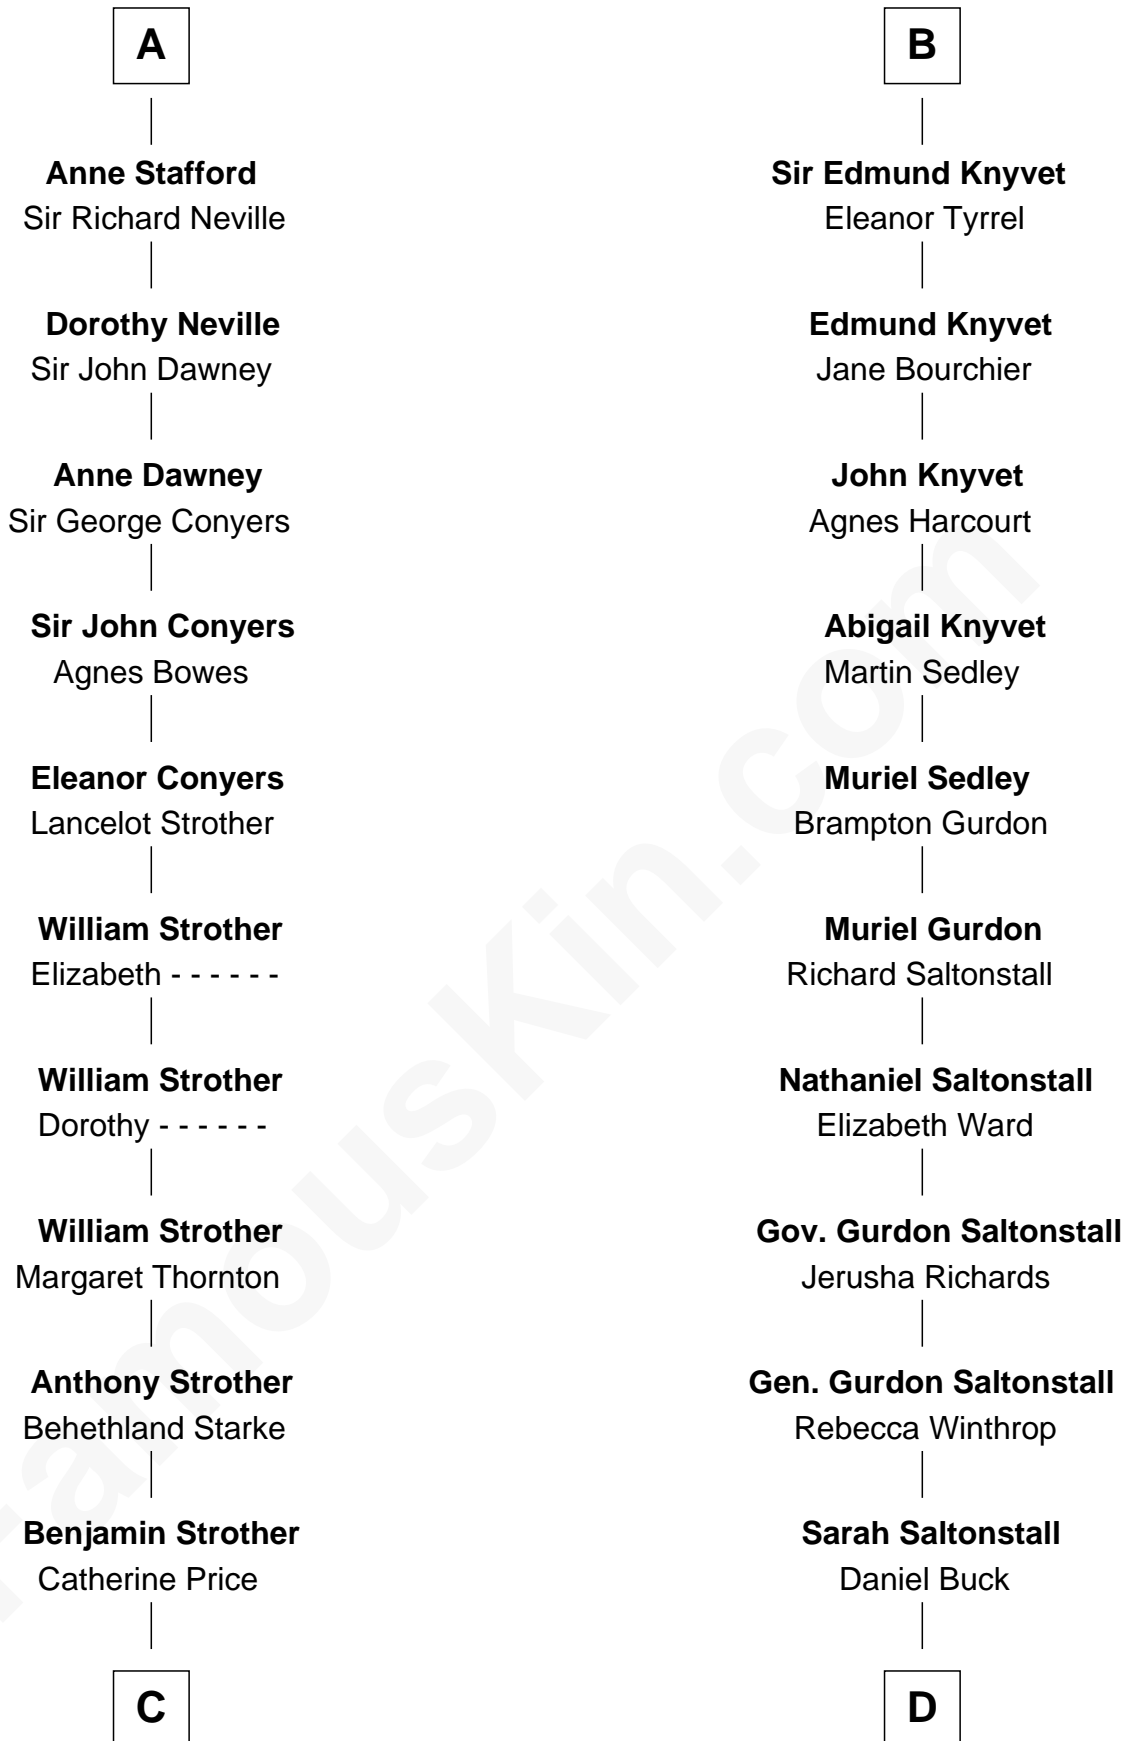 A
Anne Stafford
Sir Richard Neville
Dorothy Neville
Sir John Dawney
Anne Dawney
Sir George Conyers
Sir John Conyers
Agnes Bowes
Eleanor Conyers
Lancelot Strother
William Strother
Elizabeth - - - - - -
William Strother
Dorothy - - - - - -
William Strother
Margaret Thornton
Anthony Strother
Behethland Starke
Benjamin Strother
Catherine Price
C
B
Sir Edmund Knyvet
Eleanor Tyrrel
Edmund Knyvet
Jane Bourchier
John Knyvet
Agnes Harcourt
Abigail Knyvet
Martin Sedley
Muriel Sedley
Brampton Gurdon
Muriel Gurdon
Richard Saltonstall
Nathaniel Saltonstall
Elizabeth Ward
Gov. Gurdon Saltonstall
Jerusha Richards
Gen. Gurdon Saltonstall
Rebecca Winthrop
Sarah Saltonstall
Daniel Buck
D
FamousKin.com